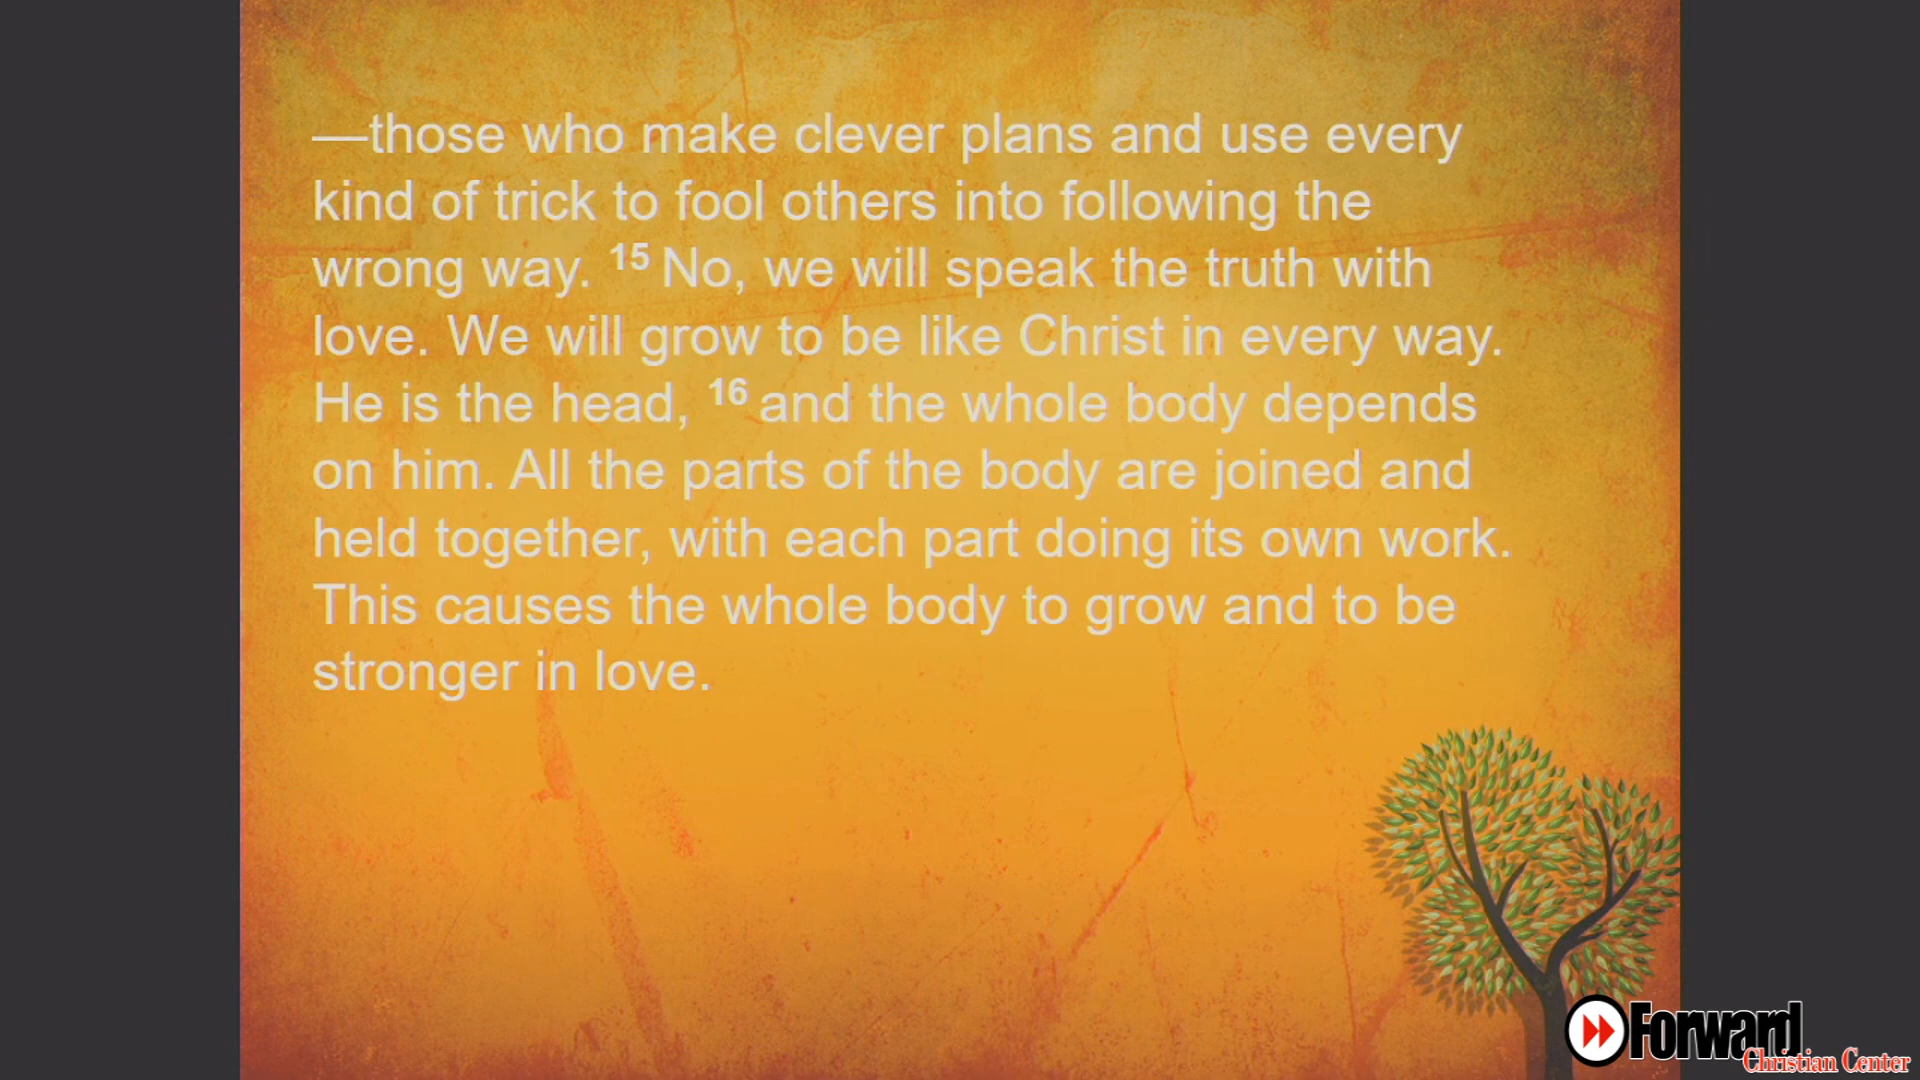 —those who make clever plans and use every
kind of trick to fool others into following the
wrong way. 15 No, we will speak the truth with
love. We will grow to be like Christ in every way.
He is the head, 16 and the whole body depends
on him. All the parts of the body are joined and
held together, with each part doing its own work.
This causes the whole body to grow and to be
stronger in love.
Forward
Christian Center